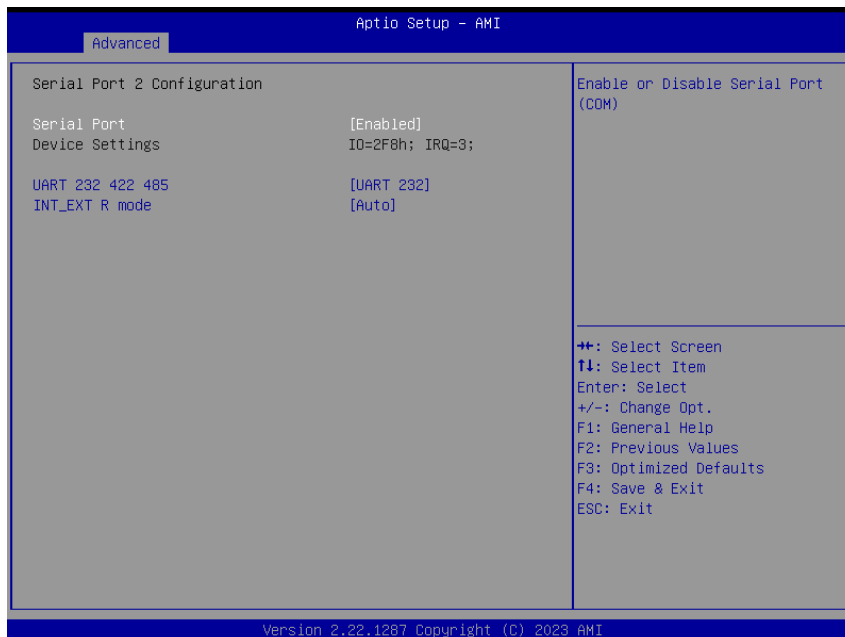 Aptio Setup - AMI
Advanced
Serial Port 2 Configuration
Serial Port [Enabled]
Device Settings IO=2F8h; IRQ=3;
UART 232 422 485 [UART 232]
INT_EXT R mode [Auto]
Enable or Disable Serial Port
(COM)
→←: Select Screen
↑↓: Select Item
Enter: Select
+/-: Change Opt.
F1: General Help
F2: Previous Values
F3: Optimized Defaults
F4: Save & Exit
ESC: Exit
Version 2.22.1287 Copyright (C) 2023 AMI